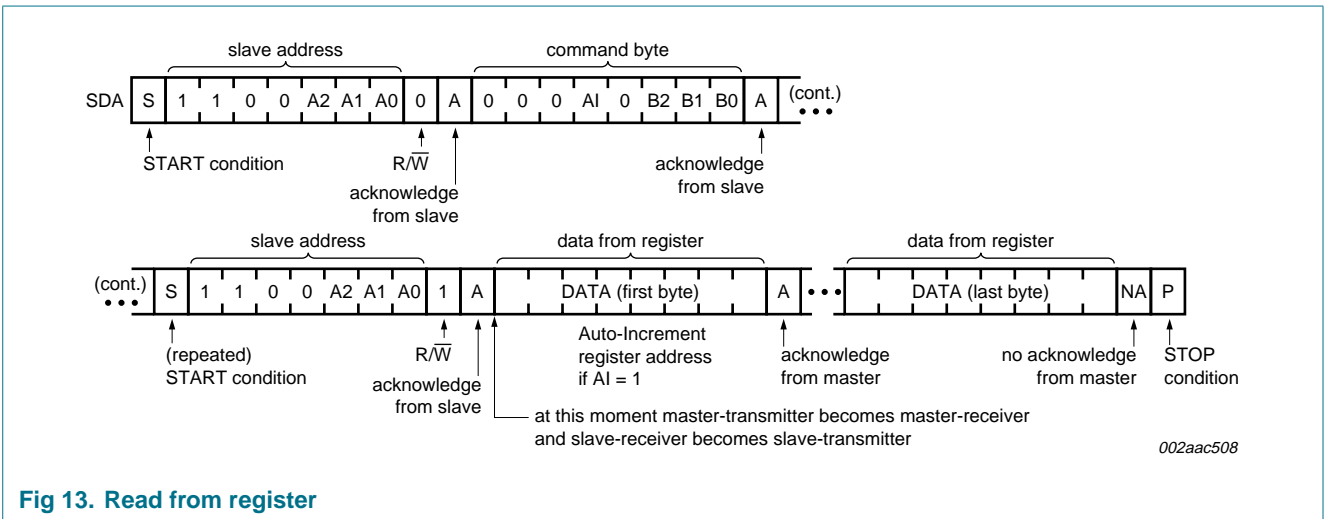 slave address command byte
SDA S 1 1 0 0 A2 A1 A0 0 A 0 0 0 AI 0 B2 B1 B0 A (cont.)
START condition R/W̅ acknowledge
acknowledge from slave
from slave
slave address data from register data from register
(cont.) S 1 1 0 0 A2 A1 A0 1 A DATA (first byte) A DATA (last byte) NA P
(repeated) R/W̅ Auto-Increment acknowledge no acknowledge STOP
START condition acknowledge register address from master from master condition
from slave if AI = 1
at this moment master-transmitter becomes master-receiver
and slave-receiver becomes slave-transmitter
002aac508
Fig 13. Read from register